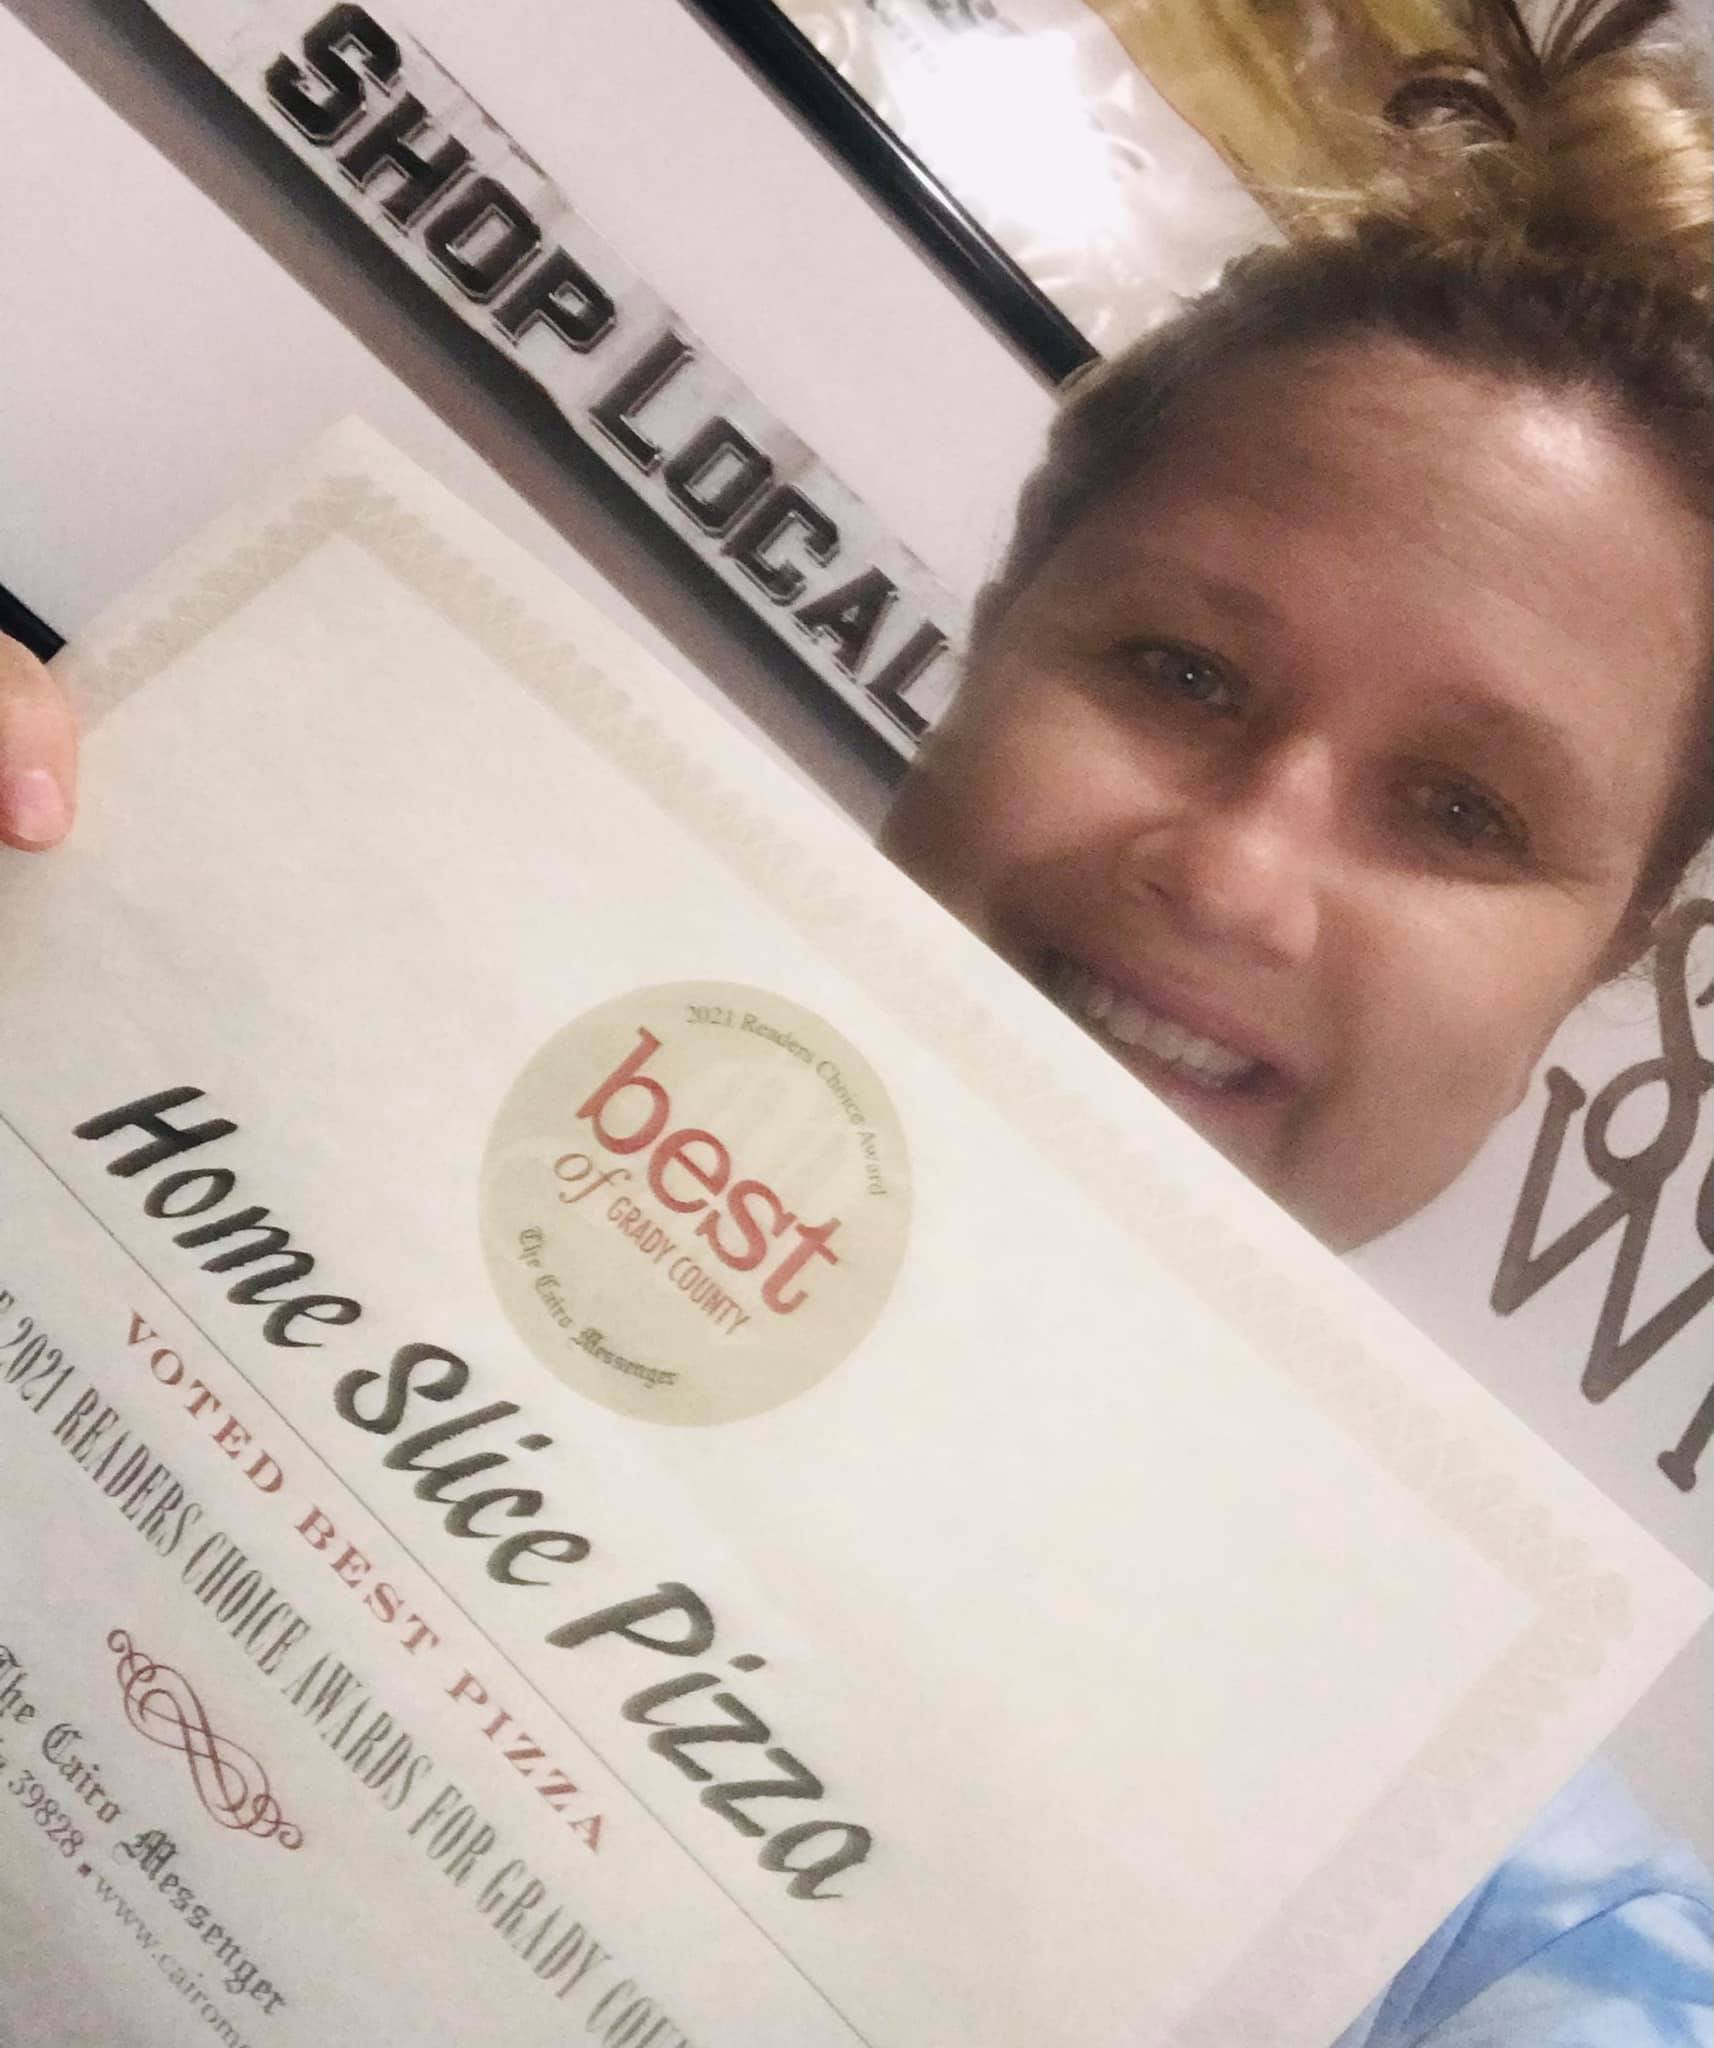 SHOP LOCAL
2021 Readers Choice Award
best
of GRADY COUNTY
The Cairo Messenger
Home Slice Pizza
VOTED BEST PIZZA
2021 READERS CHOICE AWARDS FOR GRADY
The Cairo Messenger
39828 • www.cairom